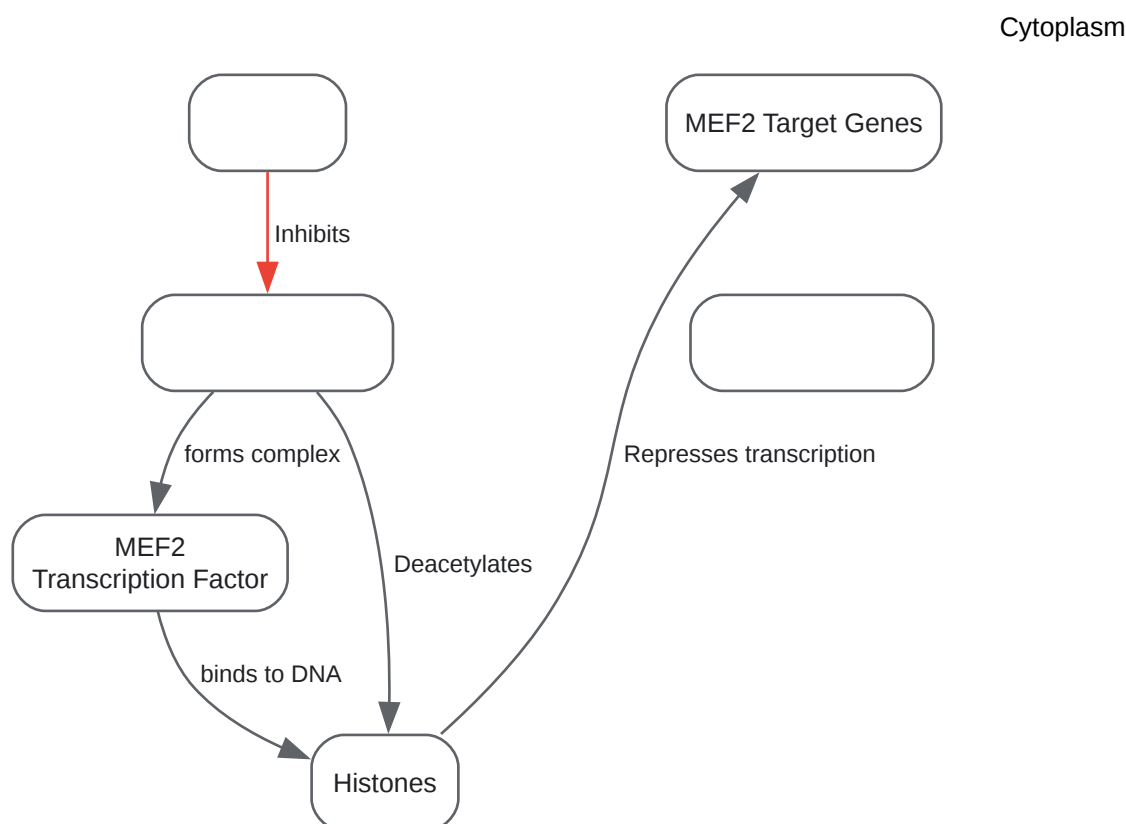 Cytoplasm
MEF2 Target Genes
Inhibits
forms complex
Represses transcription
MEF2
Transcription Factor
Deacetylates
binds to DNA
Histones